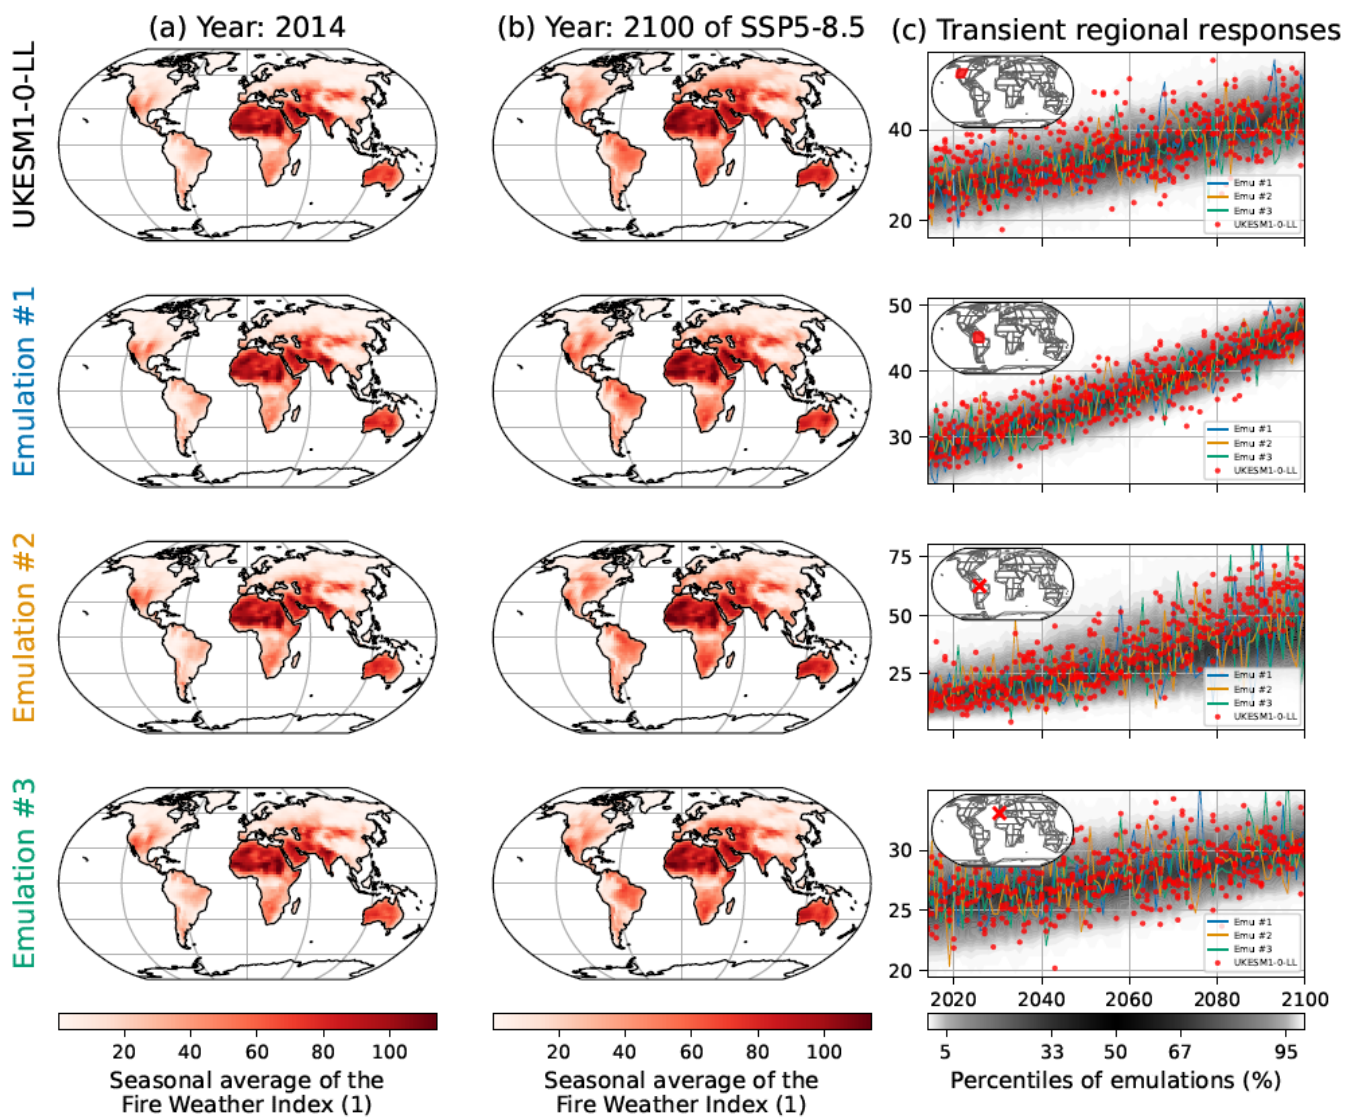 (a) Year: 2014
(b) Year: 2100 of SSP5-8.5
(c) Transient regional responses
UKESM1-0-LL
40
20
Emu #1
Emu #2
Emu #3
UKESM1-0-LL
Emulation #1
50
40
30
Emu #1
Emu #2
Emu #3
UKESM1-0-LL
Emulation #2
75
50
25
Emu #1
Emu #2
Emu #3
UKESM1-0-LL
Emulation #3
30
25
20
Emu #1
Emu #2
Emu #3
UKESM1-0-LL
2020 2040 2060 2080 2100
20 40 60 80 100
Seasonal average of the
Fire Weather Index (1)
20 40 60 80 100
Seasonal average of the
Fire Weather Index (1)
5 33 50 67 95
Percentiles of emulations (%)